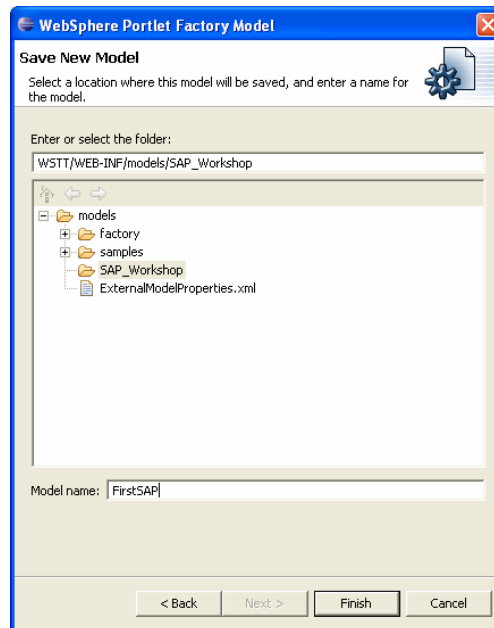 WebSphere Portlet Factory Model
Save New Model
Select a location where this model will be saved, and enter a name for
the model.
Enter or select the folder:
WSTT/WEB-INF/models/SAP_Workshop
models
factory
samples
SAP_Workshop
ExternalModelProperties.xml
Model name: FirstSAP
< Back Next > Finish Cancel